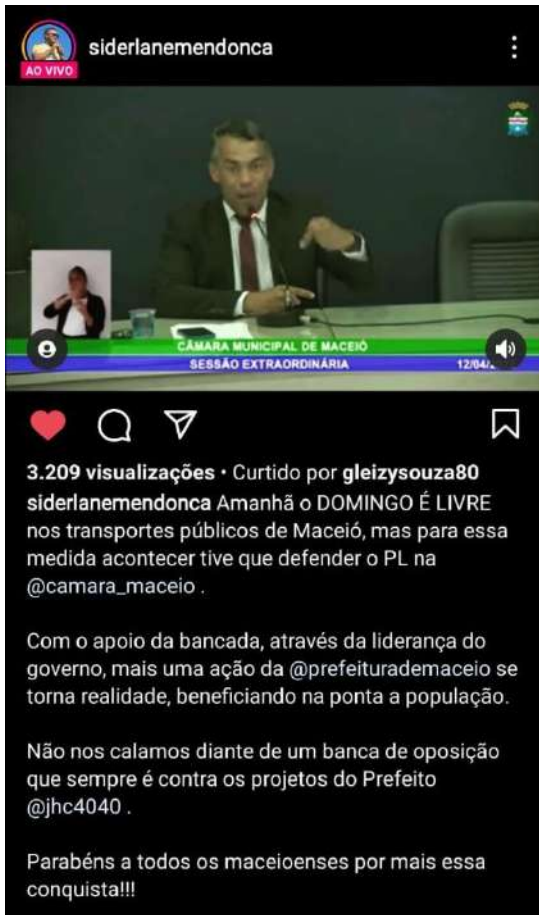 siderlanemendonca
AO VIVO
CÂMARA MUNICIPAL DE MACEIÓ
SESSÃO EXTRAORDINÁRIA 12/04/
3.209 visualizações • Curtido por gleizysouza80
siderlanemendonca Amanhã o DOMINGO É LIVRE
nos transportes públicos de Maceió, mas para essa
medida acontecer tive que defender o PL na
@camara_maceio .
Com o apoio da bancada, através da liderança do
governo, mais uma ação da @prefeiturademaceio se
torna realidade, beneficiando na ponta a população.
Não nos calamos diante de um banca de oposição
que sempre é contra os projetos do Prefeito
@jhc4040 .
Parabéns a todos os maceioenses por mais essa
conquista!!!